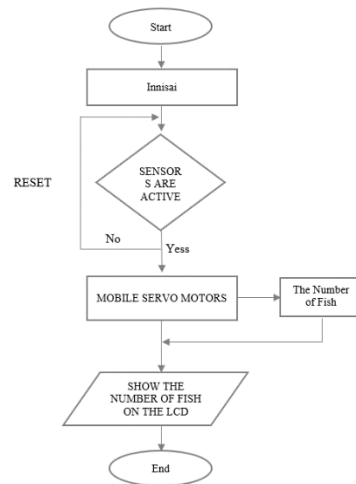 Start
Innisai
RESET
SENSOR
S ARE
ACTIVE
No
Yess
MOBILE SERVO MOTORS
The Number
of Fish
SHOW THE
NUMBER OF FISH
ON THE LCD
End